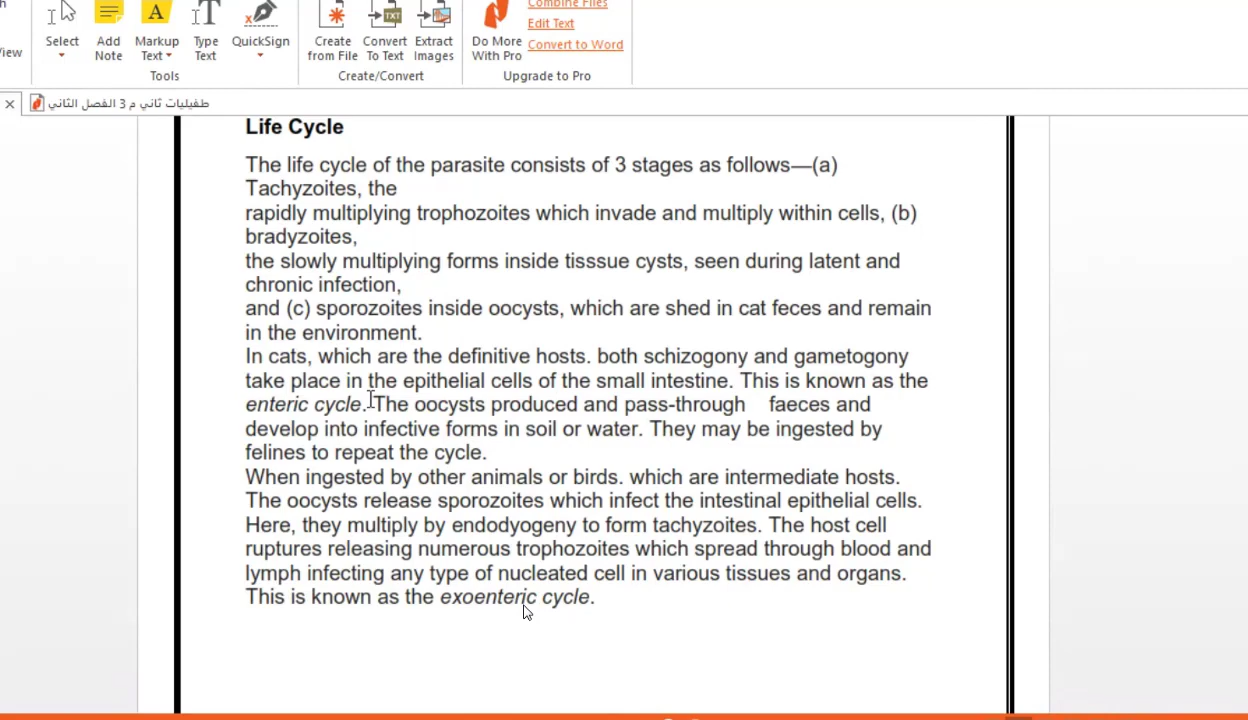 Combine Files
Select
Add
Note
Markup
Text
Type
Text
QuickSign
Create
from File
Convert
To Text
Extract
Images
Do More
With Pro
Edit Text
Convert to Word
View
Tools
Create/Convert
Upgrade to Pro
طفيليات ثاني م 3 الفصل الثاني
Life Cycle
The life cycle of the parasite consists of 3 stages as follows—(a)
Tachyzoites, the
rapidly multiplying trophozoites which invade and multiply within cells, (b)
bradyzoites,
the slowly multiplying forms inside tisssue cysts, seen during latent and
chronic infection,
and (c) sporozoites inside oocysts, which are shed in cat feces and remain
in the environment.
In cats, which are the definitive hosts. both schizogony and gametogony
take place in the epithelial cells of the small intestine. This is known as the
enteric cycle. The oocysts produced and pass-through faeces and
develop into infective forms in soil or water. They may be ingested by
felines to repeat the cycle.
When ingested by other animals or birds. which are intermediate hosts.
The oocysts release sporozoites which infect the intestinal epithelial cells.
Here, they multiply by endodyogeny to form tachyzoites. The host cell
ruptures releasing numerous trophozoites which spread through blood and
lymph infecting any type of nucleated cell in various tissues and organs.
This is known as the exoenteric cycle.